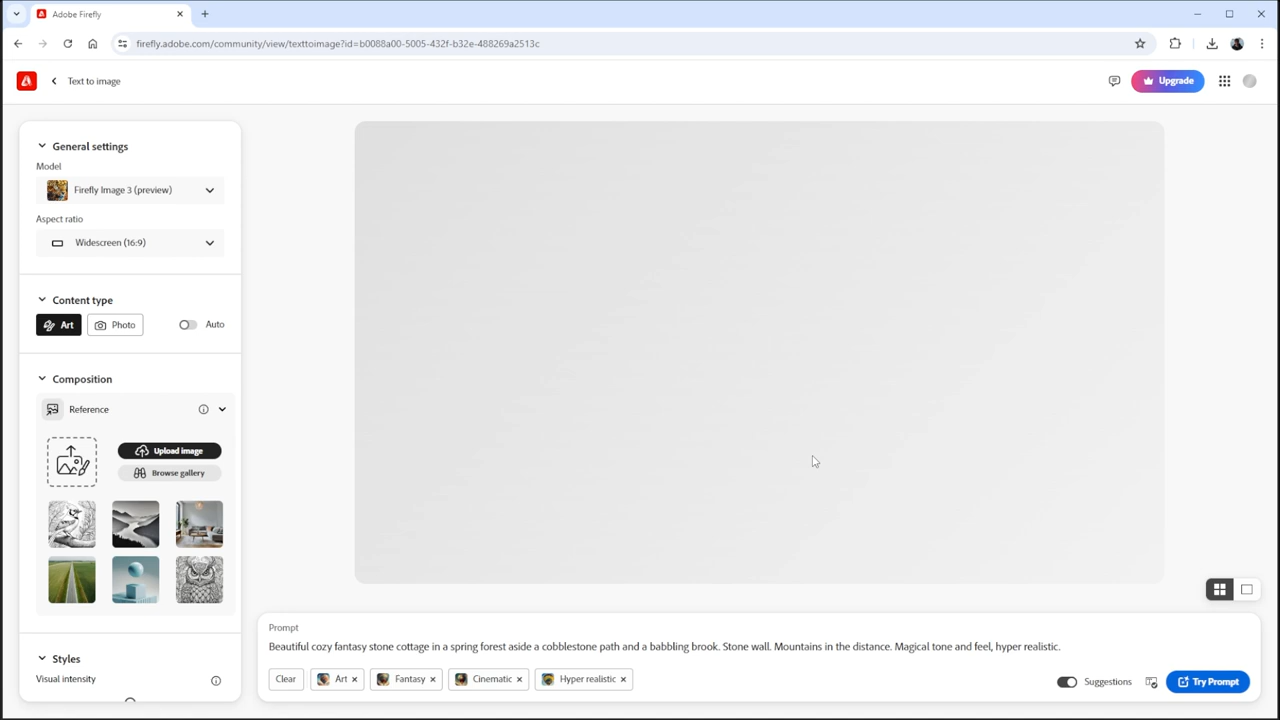 Adobe Firefly
firefly.adobe.com/community/view/texttoimage?id=b0088a00-5005-432f-b32e-488269a2513c
Text to image
Upgrade
General settings
Model
Firefly Image 3 (preview)
Aspect ratio
Widescreen (16:9)
Content type
Art
Photo
Auto
Composition
Reference
Upload image
Browse gallery
Styles
Visual intensity
Prompt
Beautiful cozy fantasy stone cottage in a spring forest aside a cobblestone path and a babbling brook. Stone wall. Mountains in the distance. Magical tone and feel, hyper realistic.
Clear
Art
Fantasy
Cinematic
Hyper realistic
Suggestions
Try Prompt